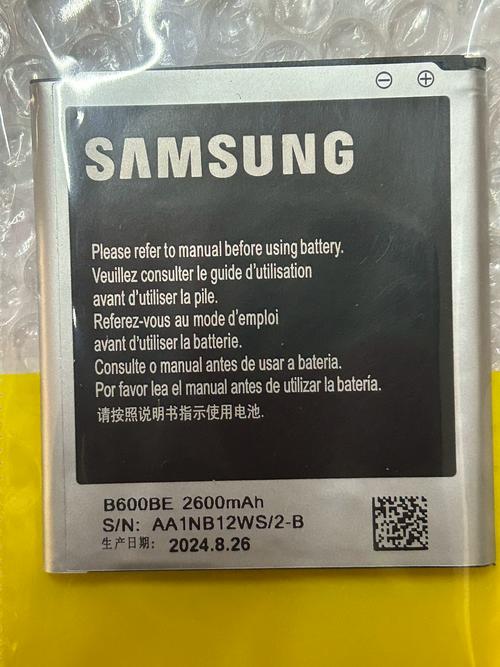 SAMSUNG
Please refer to manual before using battery.
Veuillez consulter le guide d'utilisation
avant d'utiliser la pile.
Referez-vous au mode d'emploi
avant d'utiliser la batterie.
Consulte o manual antes de usar a bateria.
Por favor lea el manual antes de utilizar la batería.
请按照说明书指示使用电池.
B600BE 2600mAh
S/N: AA1NB12WS/2-B
生产日期: 2024.8.26